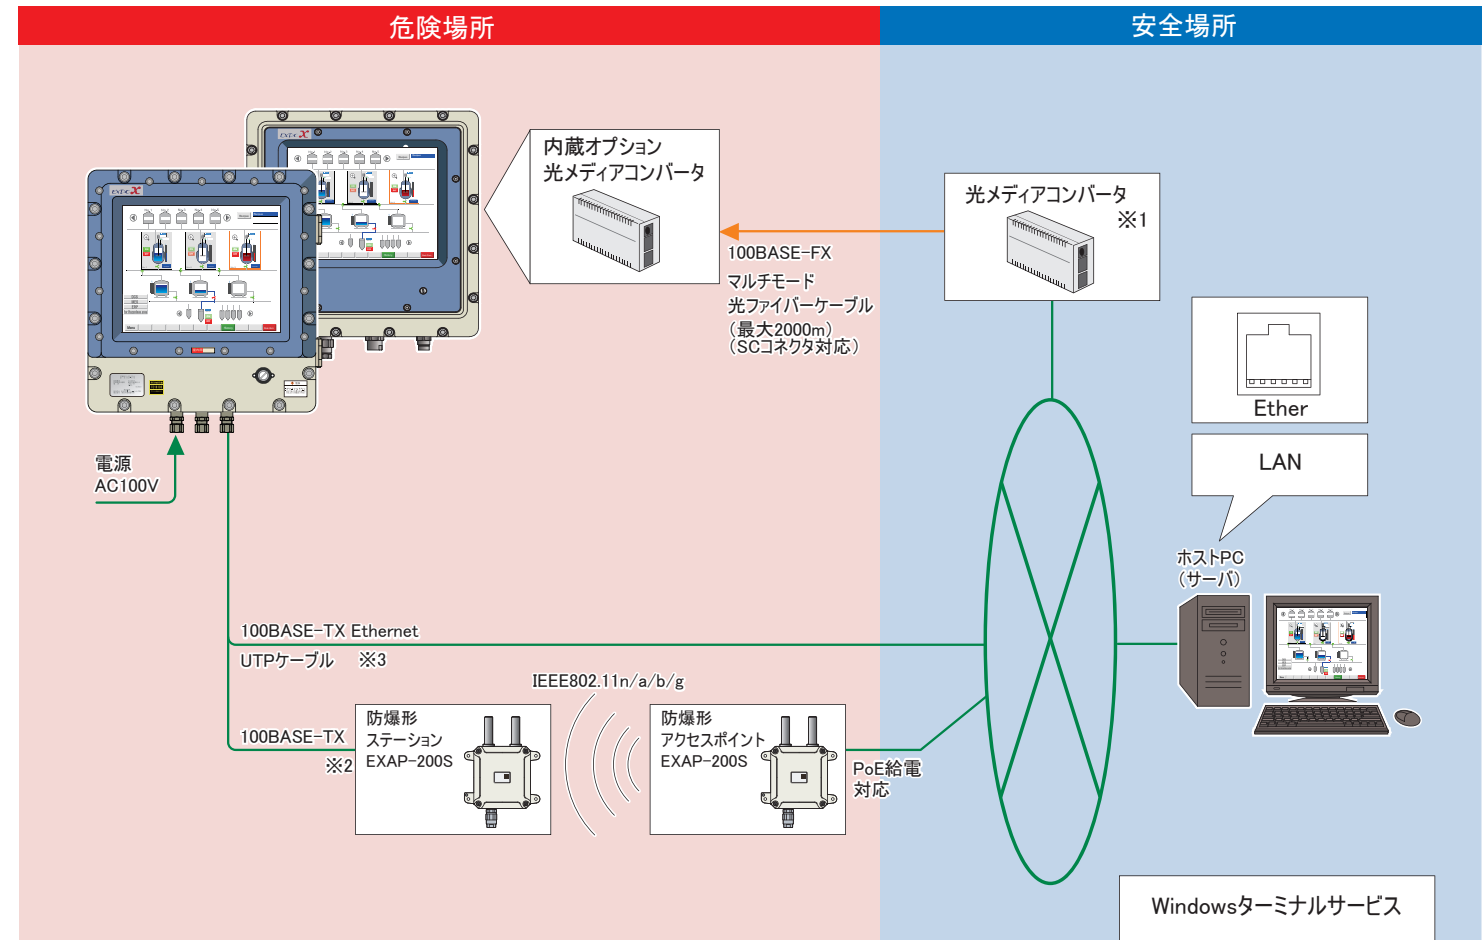 危険場所
安全場所
内蔵オプション
光メディアコンバータ
光メディアコンバータ
※1
100BASE-FX
マルチモード
光ファイバーケーブル
(最大2000m)
(SCコネクタ対応)
Ether
LAN
ホストPC
(サーバ)
電源
AC100V
100BASE-TX Ethernet
UTPケーブル ※3
IEEE802.11n/a/b/g
100BASE-TX
※2
防爆形
ステーション
EXAP-200S
防爆形
アクセスポイント
EXAP-200S
PoE給電
対応
Windowsターミナルサービス